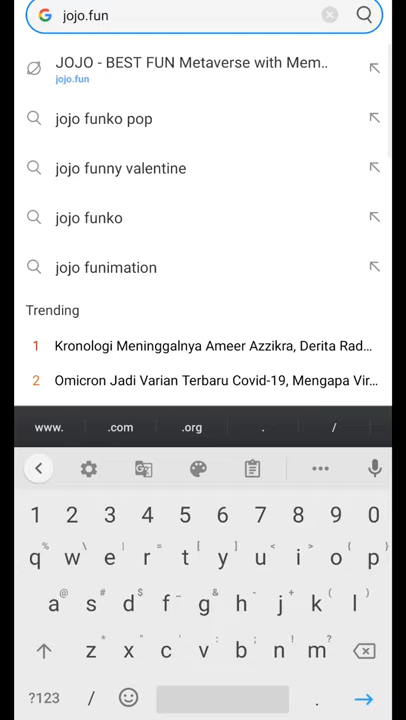 jojo.fun
JOJO - BEST FUN Metaverse with Mem..
jojo.fun
jojo funko pop
jojo funny valentine
jojo funko
jojo funimation
Trending
1 Kronologi Meninggalnya Ameer Azzikra, Derita Rad...
2 Omicron Jadi Varian Terbaru Covid-19, Mengapa Vir...
www. .com .org . /
1 2 3 4 5 6 7 8 9 0
% \ | = [ ] < > { }
q w e r t y u i o p
@ # $ _ & - + ( )
a s d f g h j k l
* " ' : ; ! ?
z x c v b n m
?123 / .